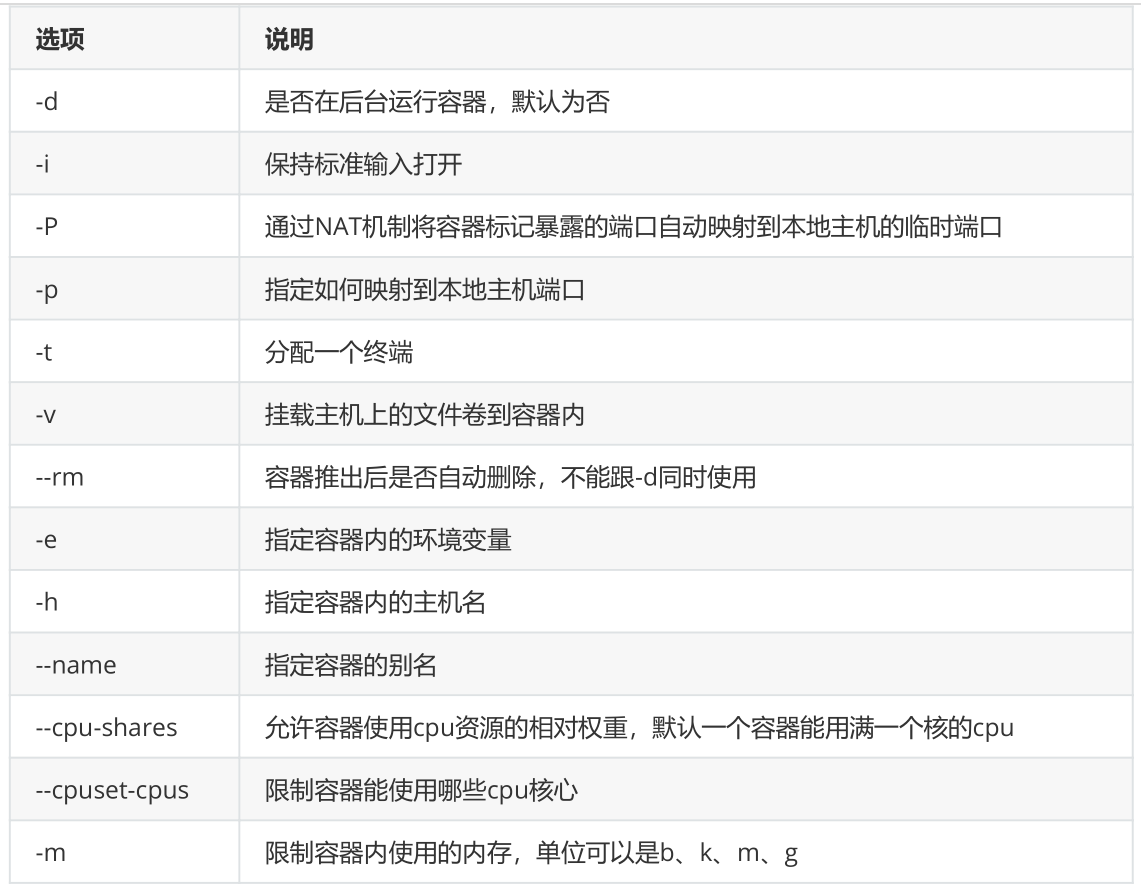 选项 说明
-d 是否在后台运行容器，默认为否
-i 保持标准输入打开
-P 通过NAT机制将容器标记暴露的端口自动映射到本地主机的临时端口
-p 指定如何映射到本地主机端口
-t 分配一个终端
-v 挂载主机上的文件卷到容器内
--rm 容器推出后是否自动删除，不能跟-d同时使用
-e 指定容器内的环境变量
-h 指定容器内的主机名
--name 指定容器的别名
--cpu-shares 允许容器使用cpu资源的相对权重，默认一个容器能用满一个核的cpu
--cpuset-cpus 限制容器能使用哪些cpu核心
-m 限制容器内使用的内存，单位可以是b、k、m、g